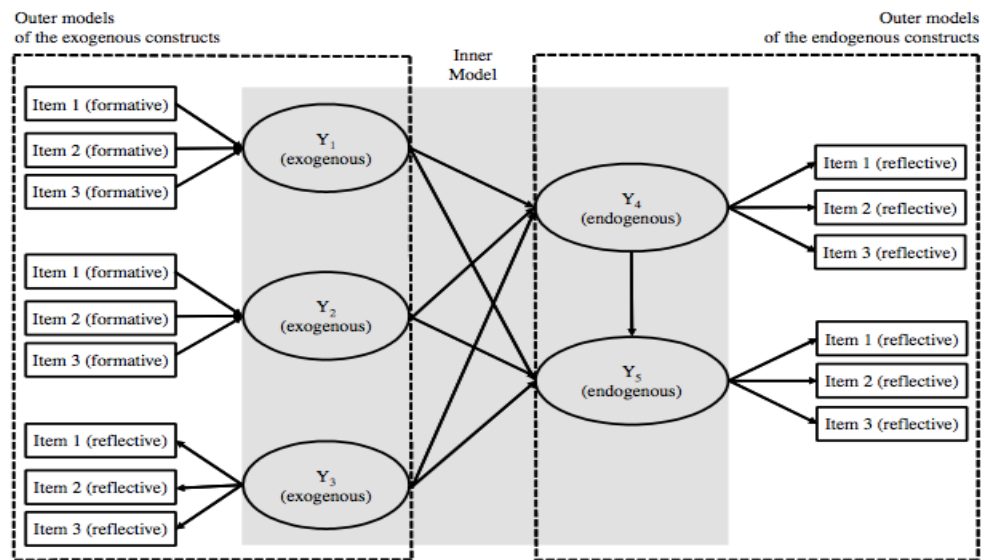 Outer models
of the exogenous constructs
Inner
Model
Outer models
of the endogenous constructs
Item 1 (formative)
Item 2 (formative)
Item 3 (formative)
Y₁
(exogenous)
Item 1 (formative)
Item 2 (formative)
Item 3 (formative)
Y₂
(exogenous)
Item 1 (reflective)
Item 2 (reflective)
Item 3 (reflective)
Y₃
(exogenous)
Y₄
(endogenous)
Item 1 (reflective)
Item 2 (reflective)
Item 3 (reflective)
Y₅
(endogenous)
Item 1 (reflective)
Item 2 (reflective)
Item 3 (reflective)